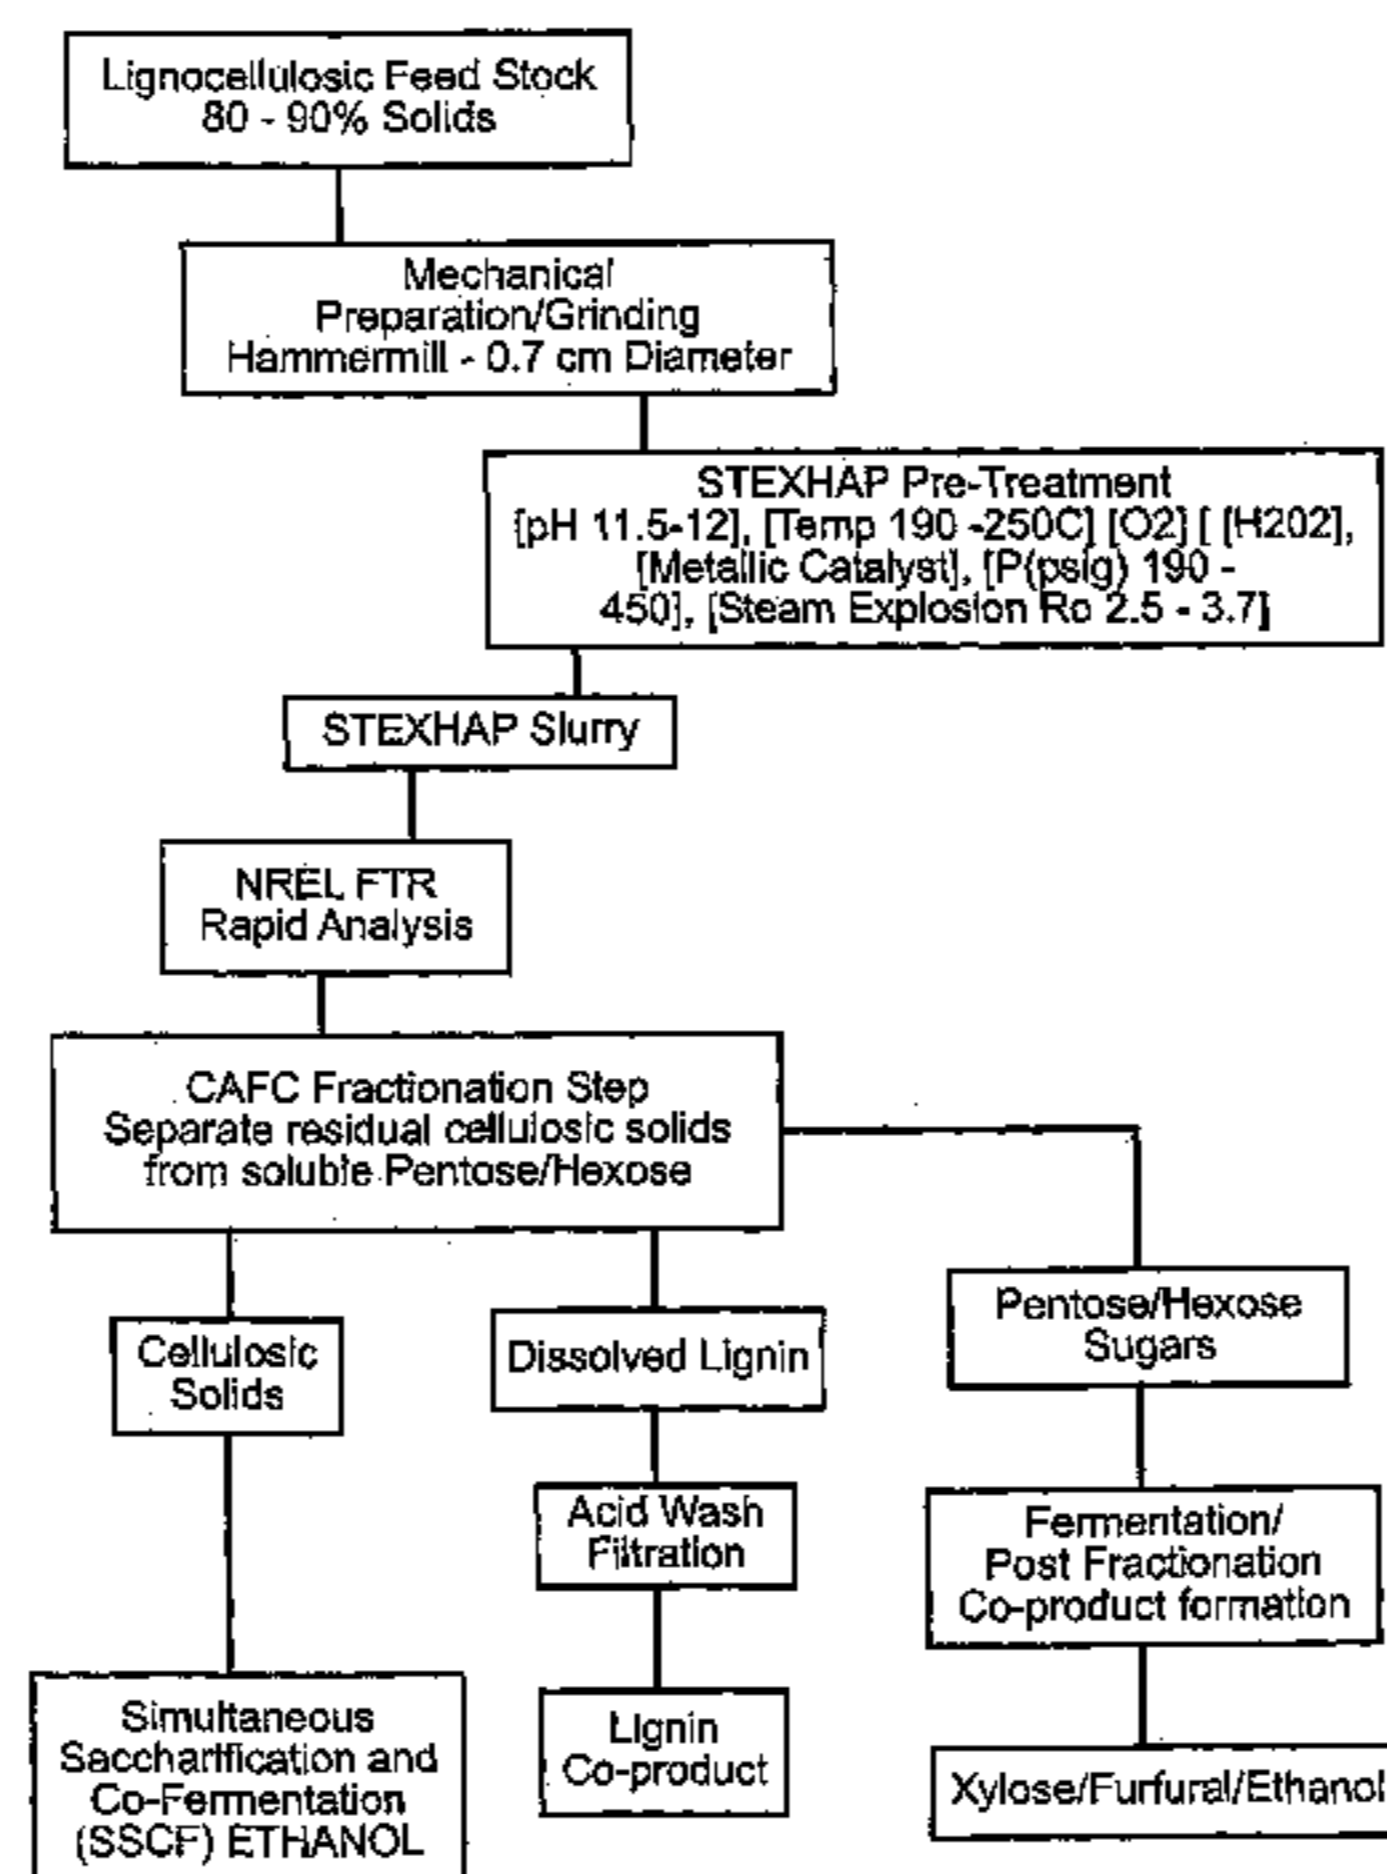 Lignocellulosic Feed Stock
80 - 90% Solids
Mechanical
Preparation/Grinding
Hammermill - 0.7 cm Diameter
STEXHAP Pre-Treatment
[pH 11.5-12], [Temp 190 -250C] [O2] [ [H202],
[Metallic Catalyst], [P(psig) 190 -
450], [Steam Explosion Ro 2.5 - 3.7]
STEXHAP Slurry
NREL FTR
Rapid Analysis
CAFC Fractionation Step
Separate residual cellulosic solids
from soluble Pentose/Hexose
Cellulosic
Solids
Dissolved Lignin
Pentose/Hexose
Sugars
Acid Wash
Filtration
Fermentation/
Post Fractionation
Co-product formation
Simultaneous
Saccharification and
Co-Fermentation
(SSCF) ETHANOL
Lignin
Co-product
Xylose/Furfural/Ethanol